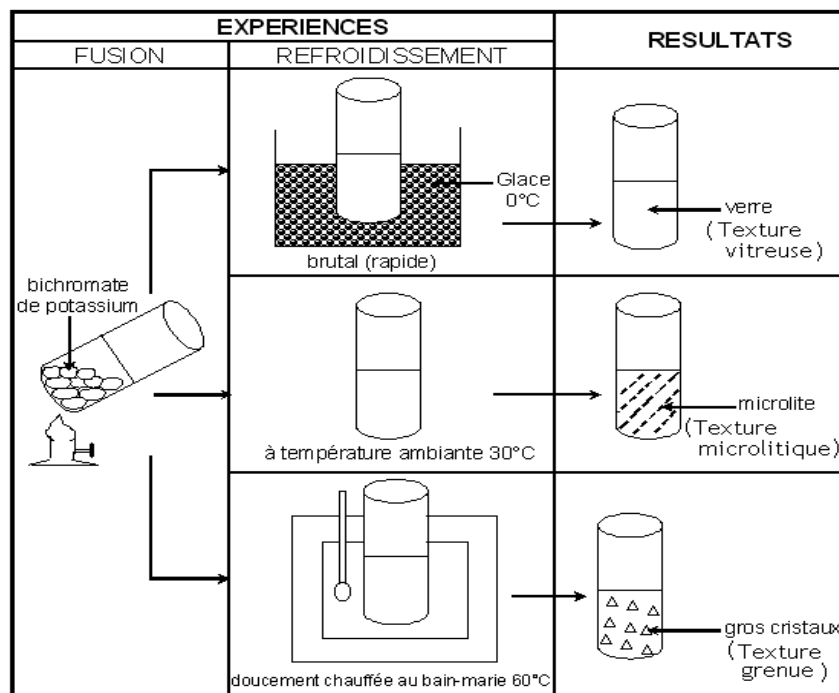 EXPERIENCES
RESULTATS
FUSION
REFROIDISSEMENT
bichromate
de potassium
Glace
0°C
brutal (rapide)
verre
(Texture
vitreuse)
à température ambiante 30°C
microlite
(Texture
microlitique)
doucement chauffée au bain-marie 60°C
gros cristaux
(Texture
grenue)